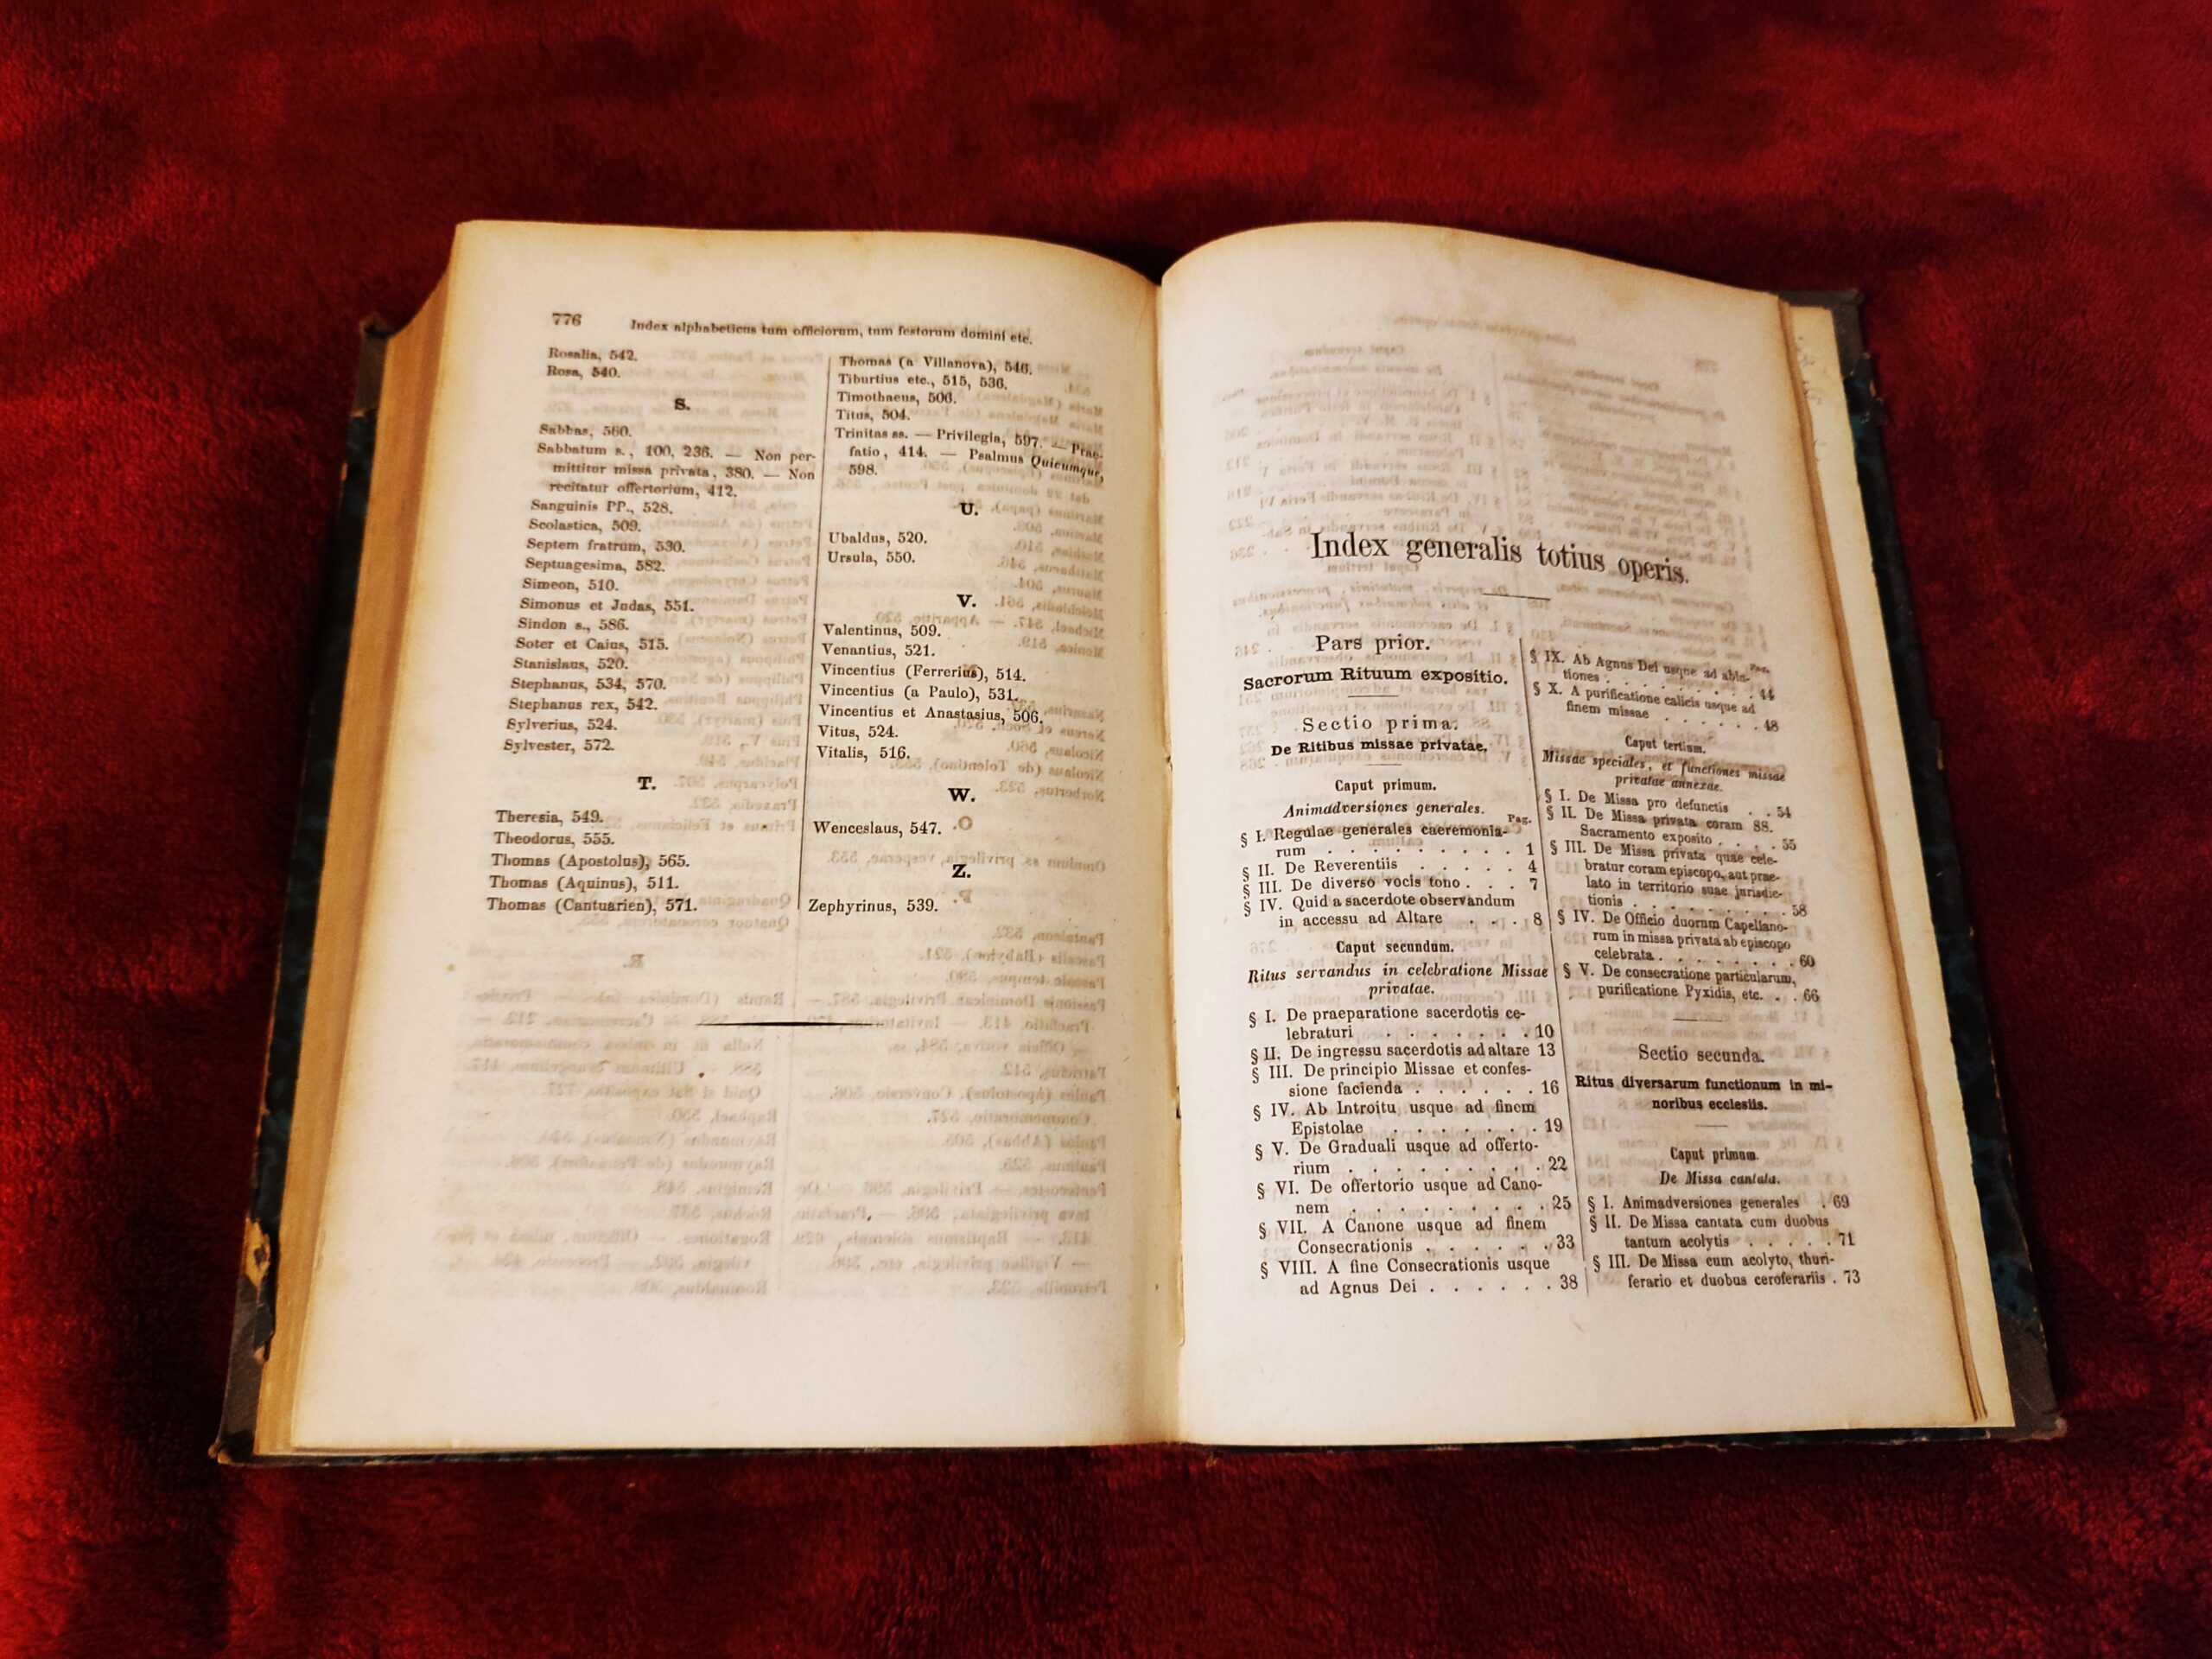 776 Index alphabeticus tum officiorum, tum festorum domini etc.
Rosalia, 542.
Rosa, 540.
S.
Sabbas, 560.
Sabbatum s., 100, 236. — Non per-
mittitur missa privata, 380. — Non
recitatur offertorium, 412.
Sanguinis PP., 528.
Scolastica, 509.
Septem fratrum, 530.
Septuagesima, 582.
Simeon, 510.
Simonus et Judas, 551.
Sindon s., 586.
Soter et Caius, 515.
Stanislaus, 520.
Stephanus, 534, 570.
Stephanus rex, 542.
Sylverius, 524.
Sylvester, 572.
T.
Theresia, 549.
Theodorus, 555.
Thomas (Apostolus), 565.
Thomas (Aquinus), 511.
Thomas (Cantuarien), 571.
Thomas (a Villanova), 546.
Tiburtius etc., 515, 536.
Timothaeus, 506.
Titus, 504.
Trinitas ss. — Privilegia, 597. — Prae-
fatio, 414. — Psalmus Quicumque,
598.
U.
Ubaldus, 520.
Ursula, 550.
V.
Valentinus, 509.
Venantius, 521.
Vincentius (Ferrerius), 514.
Vincentius (a Paulo), 531.
Vincentius et Anastasius, 506.
Vitus, 524.
Vitalis, 516.
W.
Wenceslaus, 547.
Z.
Zephyrinus, 539.
Index generalis totius operis.
Pars prior.
Sacrorum Rituum expositio.
Sectio prima.
De Ritibus missae privatae.
Caput primum.
Animadversiones generales.
Pag.
§ I. Regulae generales caeremonia-
rum . . . . . . . . . 1
§ II. De Reverentiis . . . . . 4
§ III. De diverso vocis tono . . . 7
§ IV. Quid a sacerdote observandum
in accessu ad Altare . . . 8
Caput secundum.
Ritus servandus in celebratione Missae
privatae.
§ I. De praeparatione sacerdotis ce-
lebraturi . . . . . . . 10
§ II. De ingressu sacerdotis ad altare 13
§ III. De principio Missae et confes-
sione facienda . . . . . . 16
§ IV. Ab Introitu usque ad finem
Epistolae . . . . . . . 19
§ V. De Graduali usque ad offerto-
rium . . . . . . . . . 22
§ VI. De offertorio usque ad Cano-
nem . . . . . . . . . 25
§ VII. A Canone usque ad finem
Consecrationis . . . . . . 33
§ VIII. A fine Consecrationis usque
ad Agnus Dei . . . . . . 38
Pag.
§ IX. Ab Agnus Dei usque ad ablu-
tiones . . . . . . . . 44
§ X. A purificatione calicis usque ad
finem missae . . . . . . 48
Caput tertium.
Missae speciales, et functiones missae
privatae annexae.
§ I. De Missa pro defunctis . . 54
§ II. De Missa privata coram SS.
Sacramento exposito . . . . 55
§ III. De Missa privata quae cele-
bratur coram episcopo, aut prae-
lato in territorio suae jurisdic-
tionis . . . . . . . . . 58
§ IV. De Officio duorum Capellano-
rum in missa privata ab episcopo
celebrata . . . . . . . . 60
§ V. De consecratione particularum,
purificatione Pyxidis, etc. . . 66
Sectio secunda.
Ritus diversarum functionum in mi-
noribus ecclesiis.
Caput primum.
De Missa cantata.
§ I. Animadversiones generales . 69
§ II. De Missa cantata cum duobus
tantum acolytis . . . . . 71
§ III. De Missa cum acolyto, thuri-
ferario et duobus ceroferariis . 73